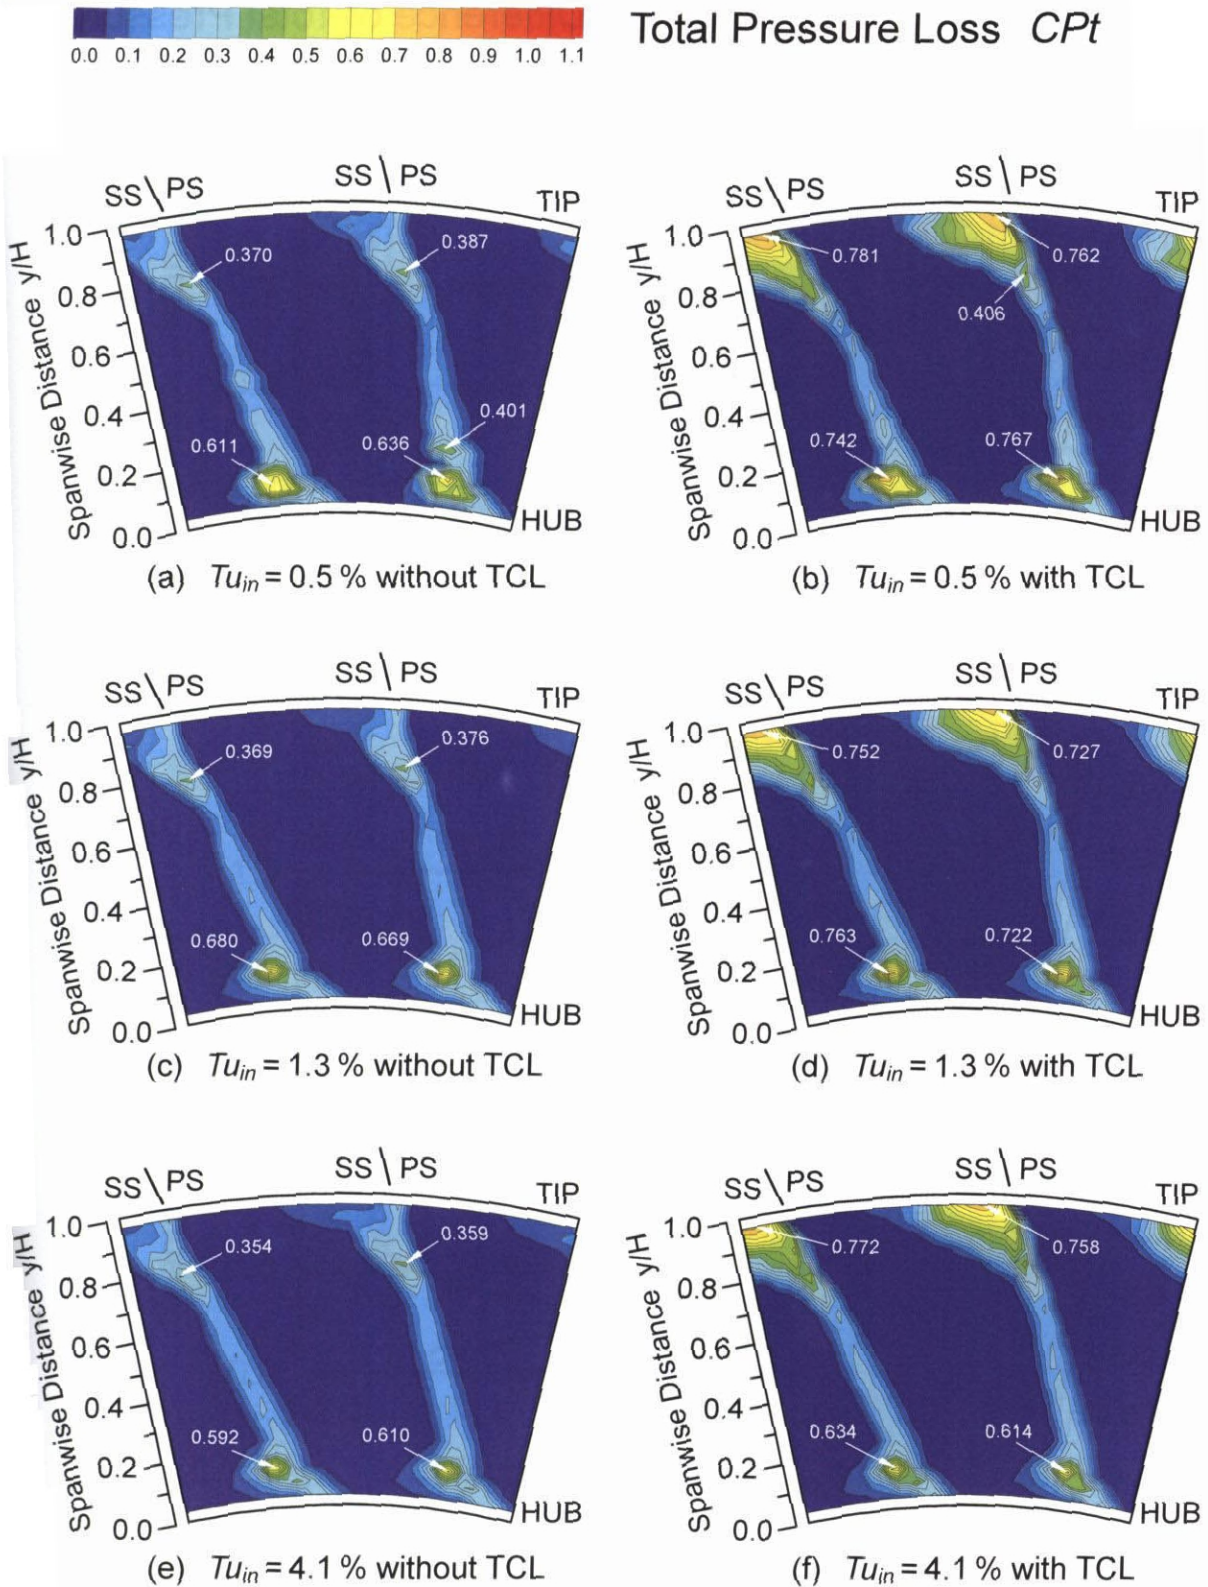 Total Pressure Loss CPt
0.0 0.1 0.2 0.3 0.4 0.5 0.6 0.7 0.8 0.9 1.0 1.1
SS \ PS SS \ PS TIP
1.0
0.8
0.6
0.4
0.2
0.0
Spanwise Distance y/H
0.370
0.387
0.401
0.611
0.636
HUB
(a) Tuin = 0.5 % without TCL
SS \ PS SS \ PS TIP
1.0
0.8
0.6
0.4
0.2
0.0
Spanwise Distance y/H
0.781
0.762
0.406
0.742
0.767
HUB
(b) Tuin = 0.5 % with TCL
SS \ PS SS \ PS TIP
1.0
0.8
0.6
0.4
0.2
0.0
Spanwise Distance y/H
0.369
0.376
0.680
0.669
HUB
(c) Tuin = 1.3 % without TCL
SS \ PS SS \ PS TIP
1.0
0.8
0.6
0.4
0.2
0.0
Spanwise Distance y/H
0.752
0.727
0.763
0.722
HUB
(d) Tuin = 1.3 % with TCL
SS \ PS SS \ PS TIP
1.0
0.8
0.6
0.4
0.2
0.0
Spanwise Distance y/H
0.354
0.359
0.592
0.610
HUB
(e) Tuin = 4.1 % without TCL
SS \ PS SS \ PS TIP
1.0
0.8
0.6
0.4
0.2
0.0
Spanwise Distance y/H
0.772
0.758
0.634
0.614
HUB
(f) Tuin = 4.1 % with TCL